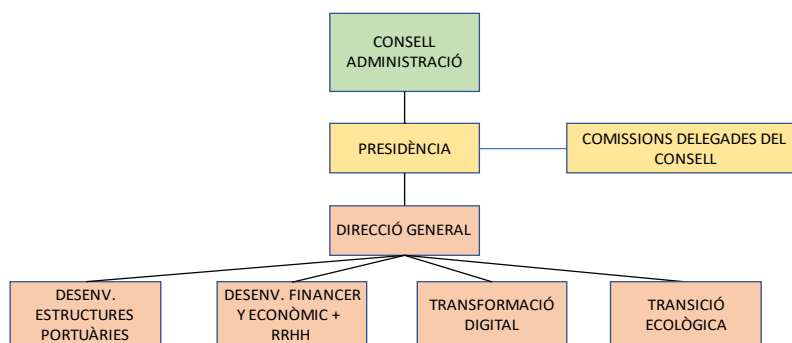 CONSELL
ADMINISTRACIÓ
PRESIDÈNCIA
COMISSIONS DELEGADES DEL
CONSELL
DIRECCIÓ GENERAL
DESENV.
ESTRUCTURES
PORTUÀRIES
DESENV. FINANCER
Y ECONÒMIC +
RRHH
TRANSFORMACIÓ
DIGITAL
TRANSICIÓ
ECOLÒGICA